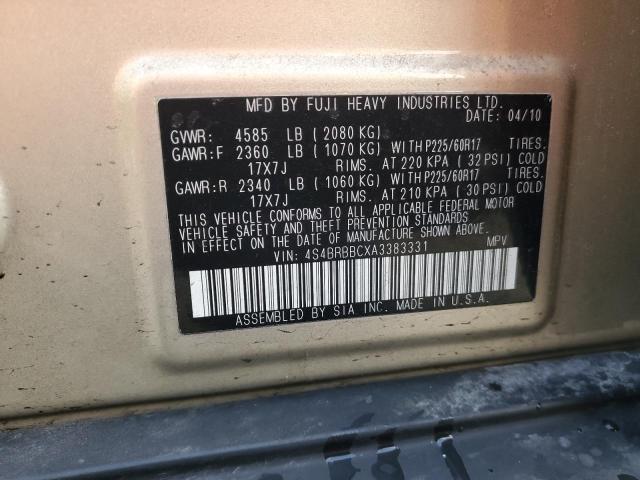 MFD BY FUJI HEAVY INDUSTRIES LTD.
DATE: 04/10
GVWR: 4585 LB (2080 KG)
GAWR:F 2360 LB (1070 KG) WITH P225/60R17 TIRES.
17X7J RIMS. AT 220 KPA (32 PSI) COLD
GAWR:R 2340 LB (1060 KG) WITH P225/60R17 TIRES.
17X7J RIMS. AT 210 KPA (30 PSI) COLD
THIS VEHICLE CONFORMS TO ALL APPLICABLE FEDERAL MOTOR
VEHICLE SAFETY AND THEFT PREVENTION STANDARDS
IN EFFECT ON THE DATE OF MANUFACTURE SHOWN ABOVE.
VIN: 4S4BRBBCXA3383331 MPV
ASSEMBLED BY SIA INC. MADE IN U.S.A.